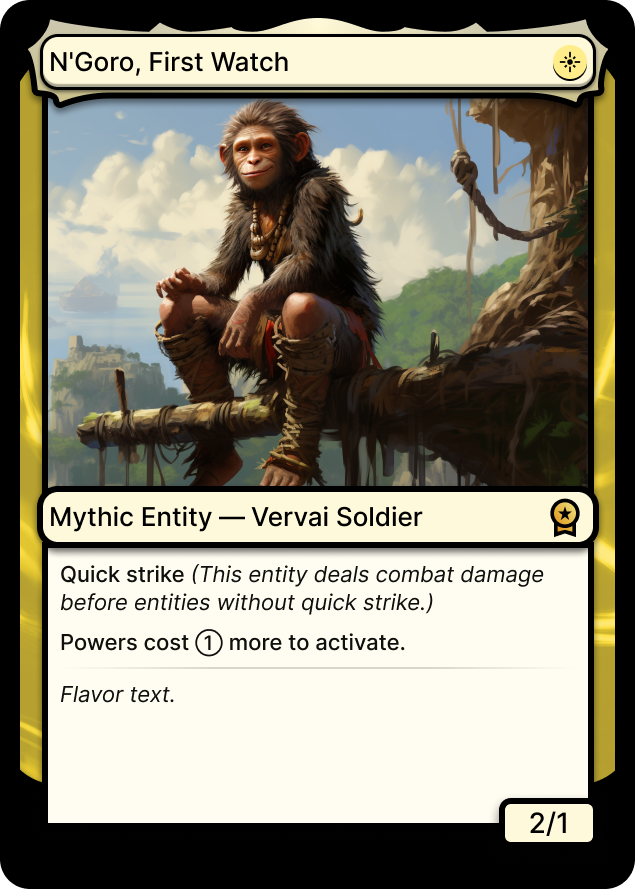 N'Goro, First Watch
Mythic Entity — Vervai Soldier
Quick strike (This entity deals combat damage
before entities without quick strike.)
Powers cost ① more to activate.
Flavor text.
2/1